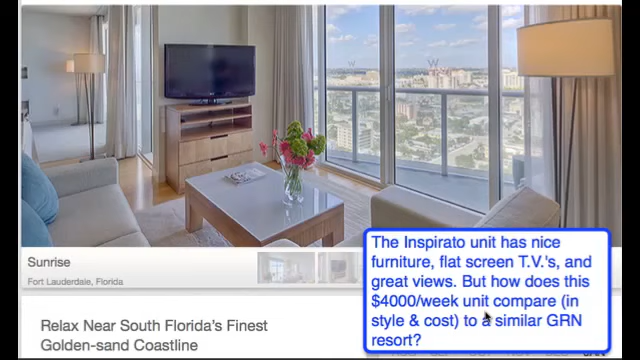 W W
Sunrise
Fort Lauderdale, Florida
The Inspirato unit has nice
furniture, flat screen T.V.'s, and
great views. But how does this
$4000/week unit compare (in
style & cost) to a similar GRN
resort?
Relax Near South Florida's Finest
Golden-sand Coastline